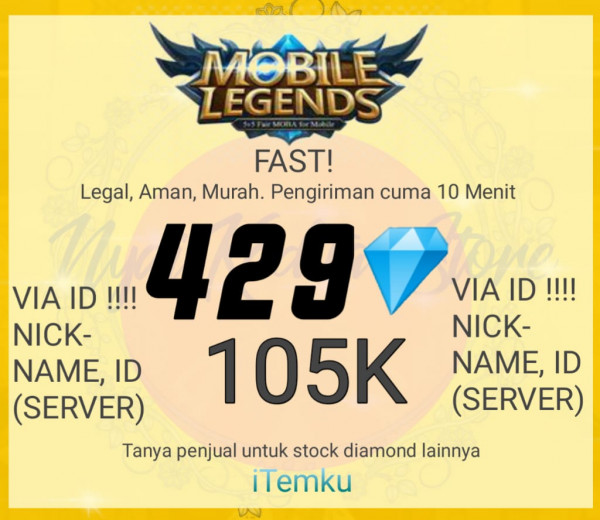 MOBILE
LEGENDS
5v5 Fair MOBA for Mobile
FAST!
Legal, Aman, Murah. Pengiriman cuma 10 Menit
429
105K
VIA ID !!!!
NICK-
NAME, ID
(SERVER)
VIA ID !!!!
NICK-
NAME, ID
(SERVER)
Tanya penjual untuk stock diamond lainnya
iTemku